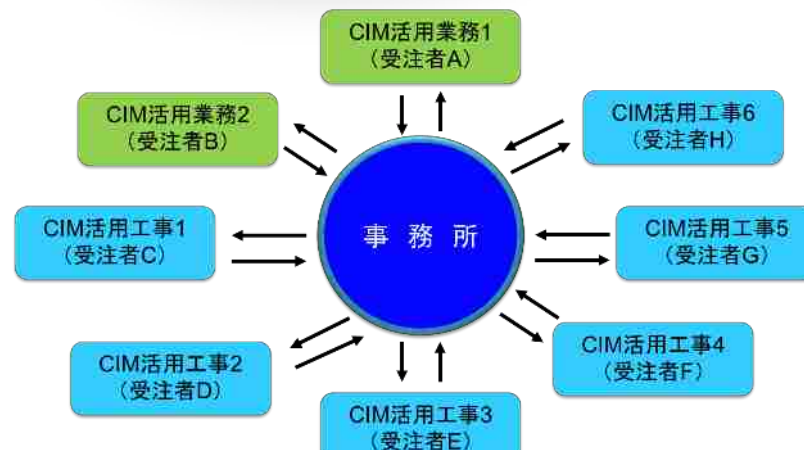 CIM活用業務1
（受注者A）
CIM活用業務2
（受注者B）
CIM活用工事6
（受注者H）
CIM活用工事1
（受注者C）
事 務 所
CIM活用工事5
（受注者G）
CIM活用工事2
（受注者D）
CIM活用工事4
（受注者F）
CIM活用工事3
（受注者E）